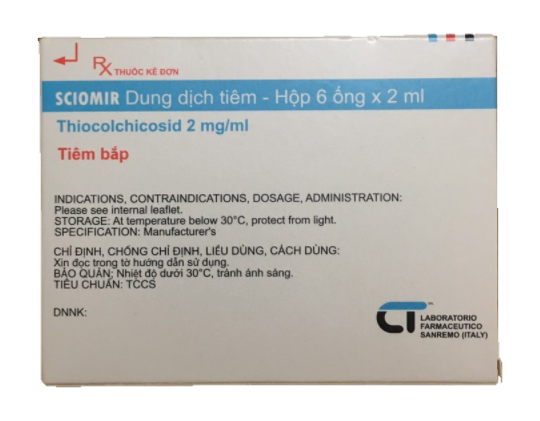 Rx THUỐC KÊ ĐƠN
SCIOMIR Dung dịch tiêm - Hộp 6 ống x 2 ml
Thiocolchicosid 2 mg/ml
Tiêm bắp
INDICATIONS, CONTRAINDICATIONS, DOSAGE, ADMINISTRATION:
Please see internal leaflet.
STORAGE: At temperature below 30°C, protect from light.
SPECIFICATION: Manufacturer's
CHỈ ĐỊNH, CHỐNG CHỈ ĐỊNH, LIỀU DÙNG, CÁCH DÙNG:
Xin đọc trong tờ hướng dẫn sử dụng.
BẢO QUẢN: Nhiệt độ dưới 30°C, tránh ánh sáng.
TIÊU CHUẨN: TCCS
DNNK:
CT
LABORATORIO
FARMACEUTICO
SANREMO (ITALY)